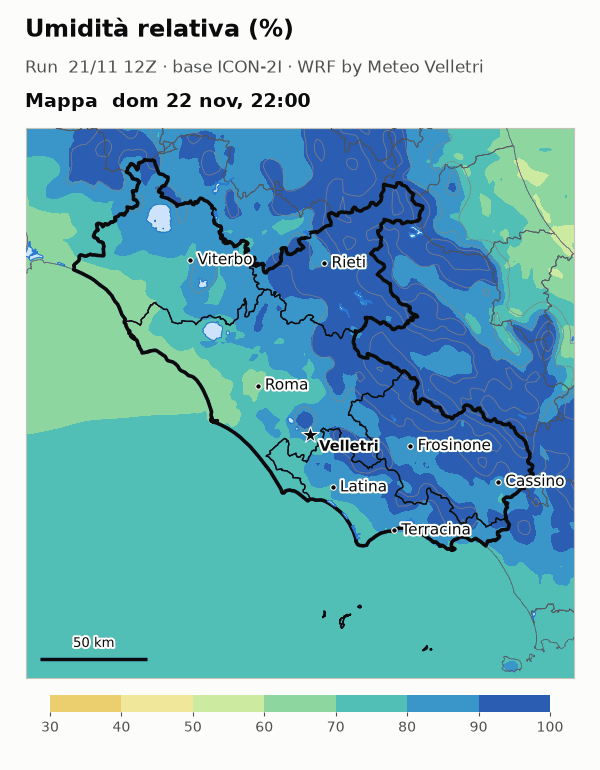 Umidità relativa (%)
Run  21/11 12Z · base ICON-2I · WRF by Meteo Velletri
Mappa  dom 22 nov, 22:00
Viterbo
Rieti
Roma
Velletri
Frosinone
Cassino
Latina
Terracina
50 km
30 40 50 60 70 80 90 100